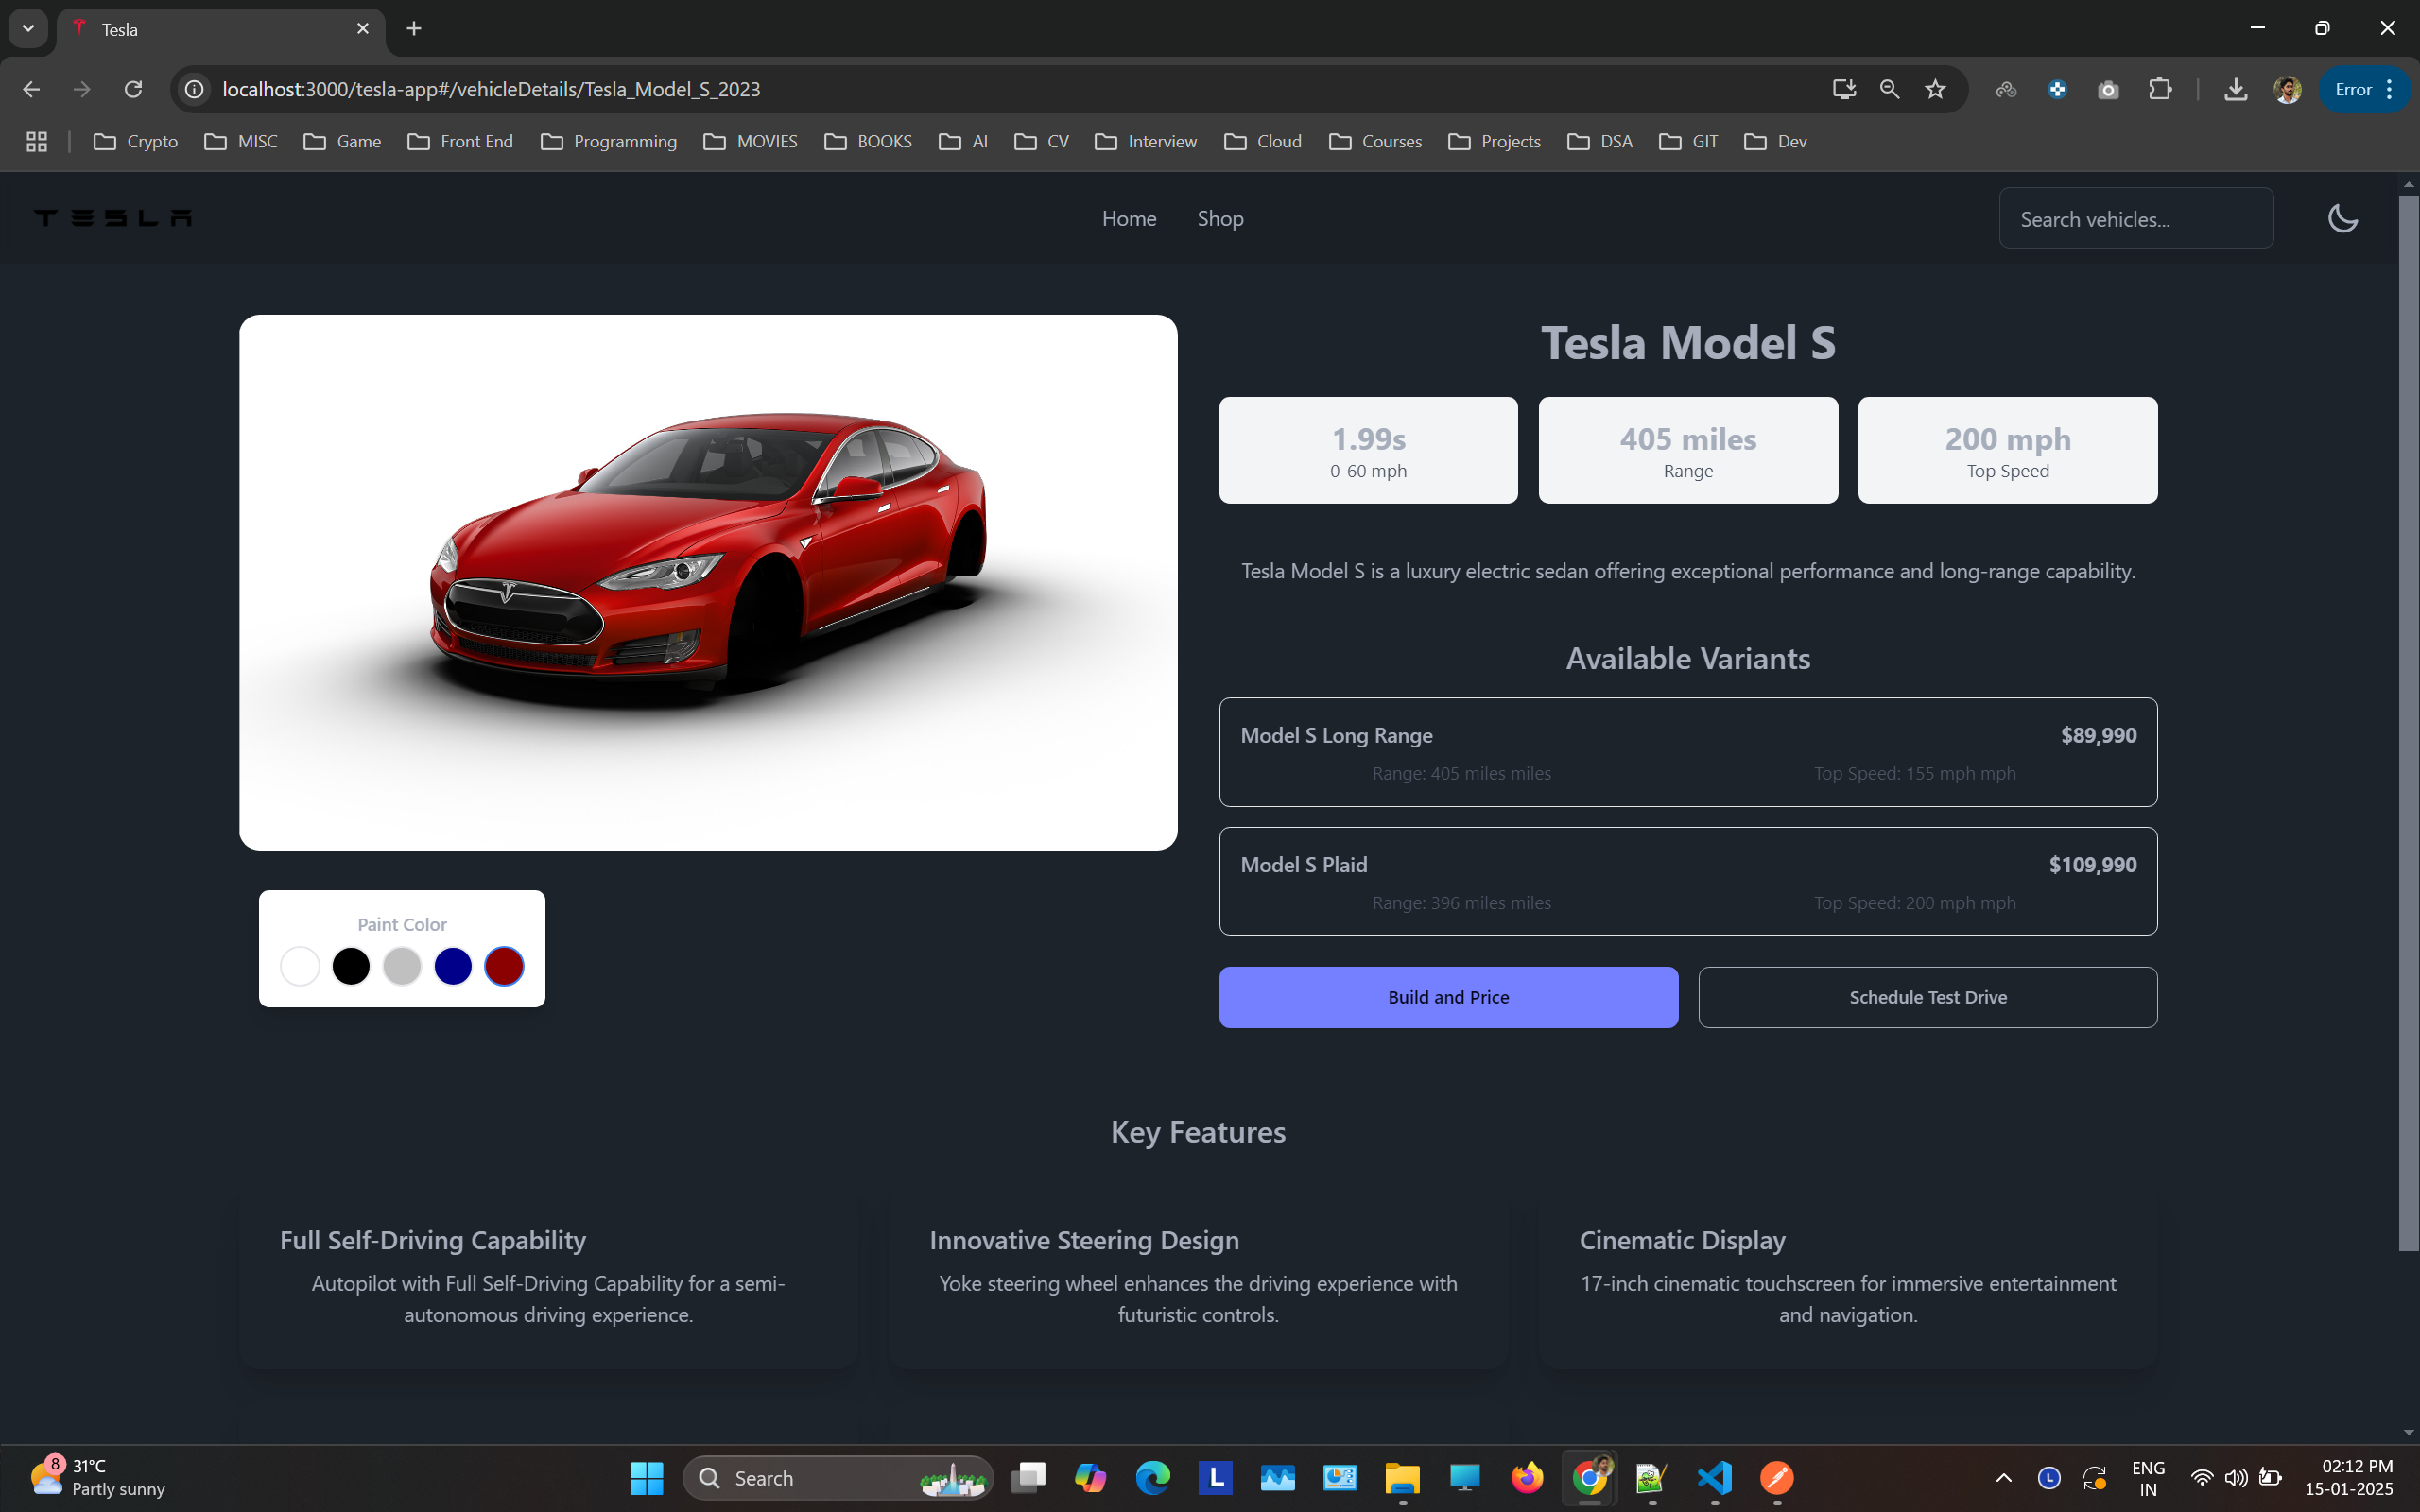 Tesla
localhost:3000/tesla-app#/vehicleDetails/Tesla_Model_S_2023
Error
Crypto MISC Game Front End Programming MOVIES BOOKS AI CV Interview Cloud Courses Projects DSA GIT Dev
TESLA
Home Shop
Search vehicles...
Tesla Model S
1.99s 405 miles 200 mph
0-60 mph Range Top Speed
Tesla Model S is a luxury electric sedan offering exceptional performance and long-range capability.
Available Variants
Model S Long Range $89,990
Range: 405 miles miles Top Speed: 155 mph mph
Model S Plaid $109,990
Range: 396 miles miles Top Speed: 200 mph mph
Paint Color
Build and Price Schedule Test Drive
Key Features
Full Self-Driving Capability
Autopilot with Full Self-Driving Capability for a semi-
autonomous driving experience.
Innovative Steering Design
Yoke steering wheel enhances the driving experience with
futuristic controls.
Cinematic Display
17-inch cinematic touchscreen for immersive entertainment
and navigation.
8
31°C
Partly sunny
Search
L
L
ENG
IN
02:12 PM
15-01-2025